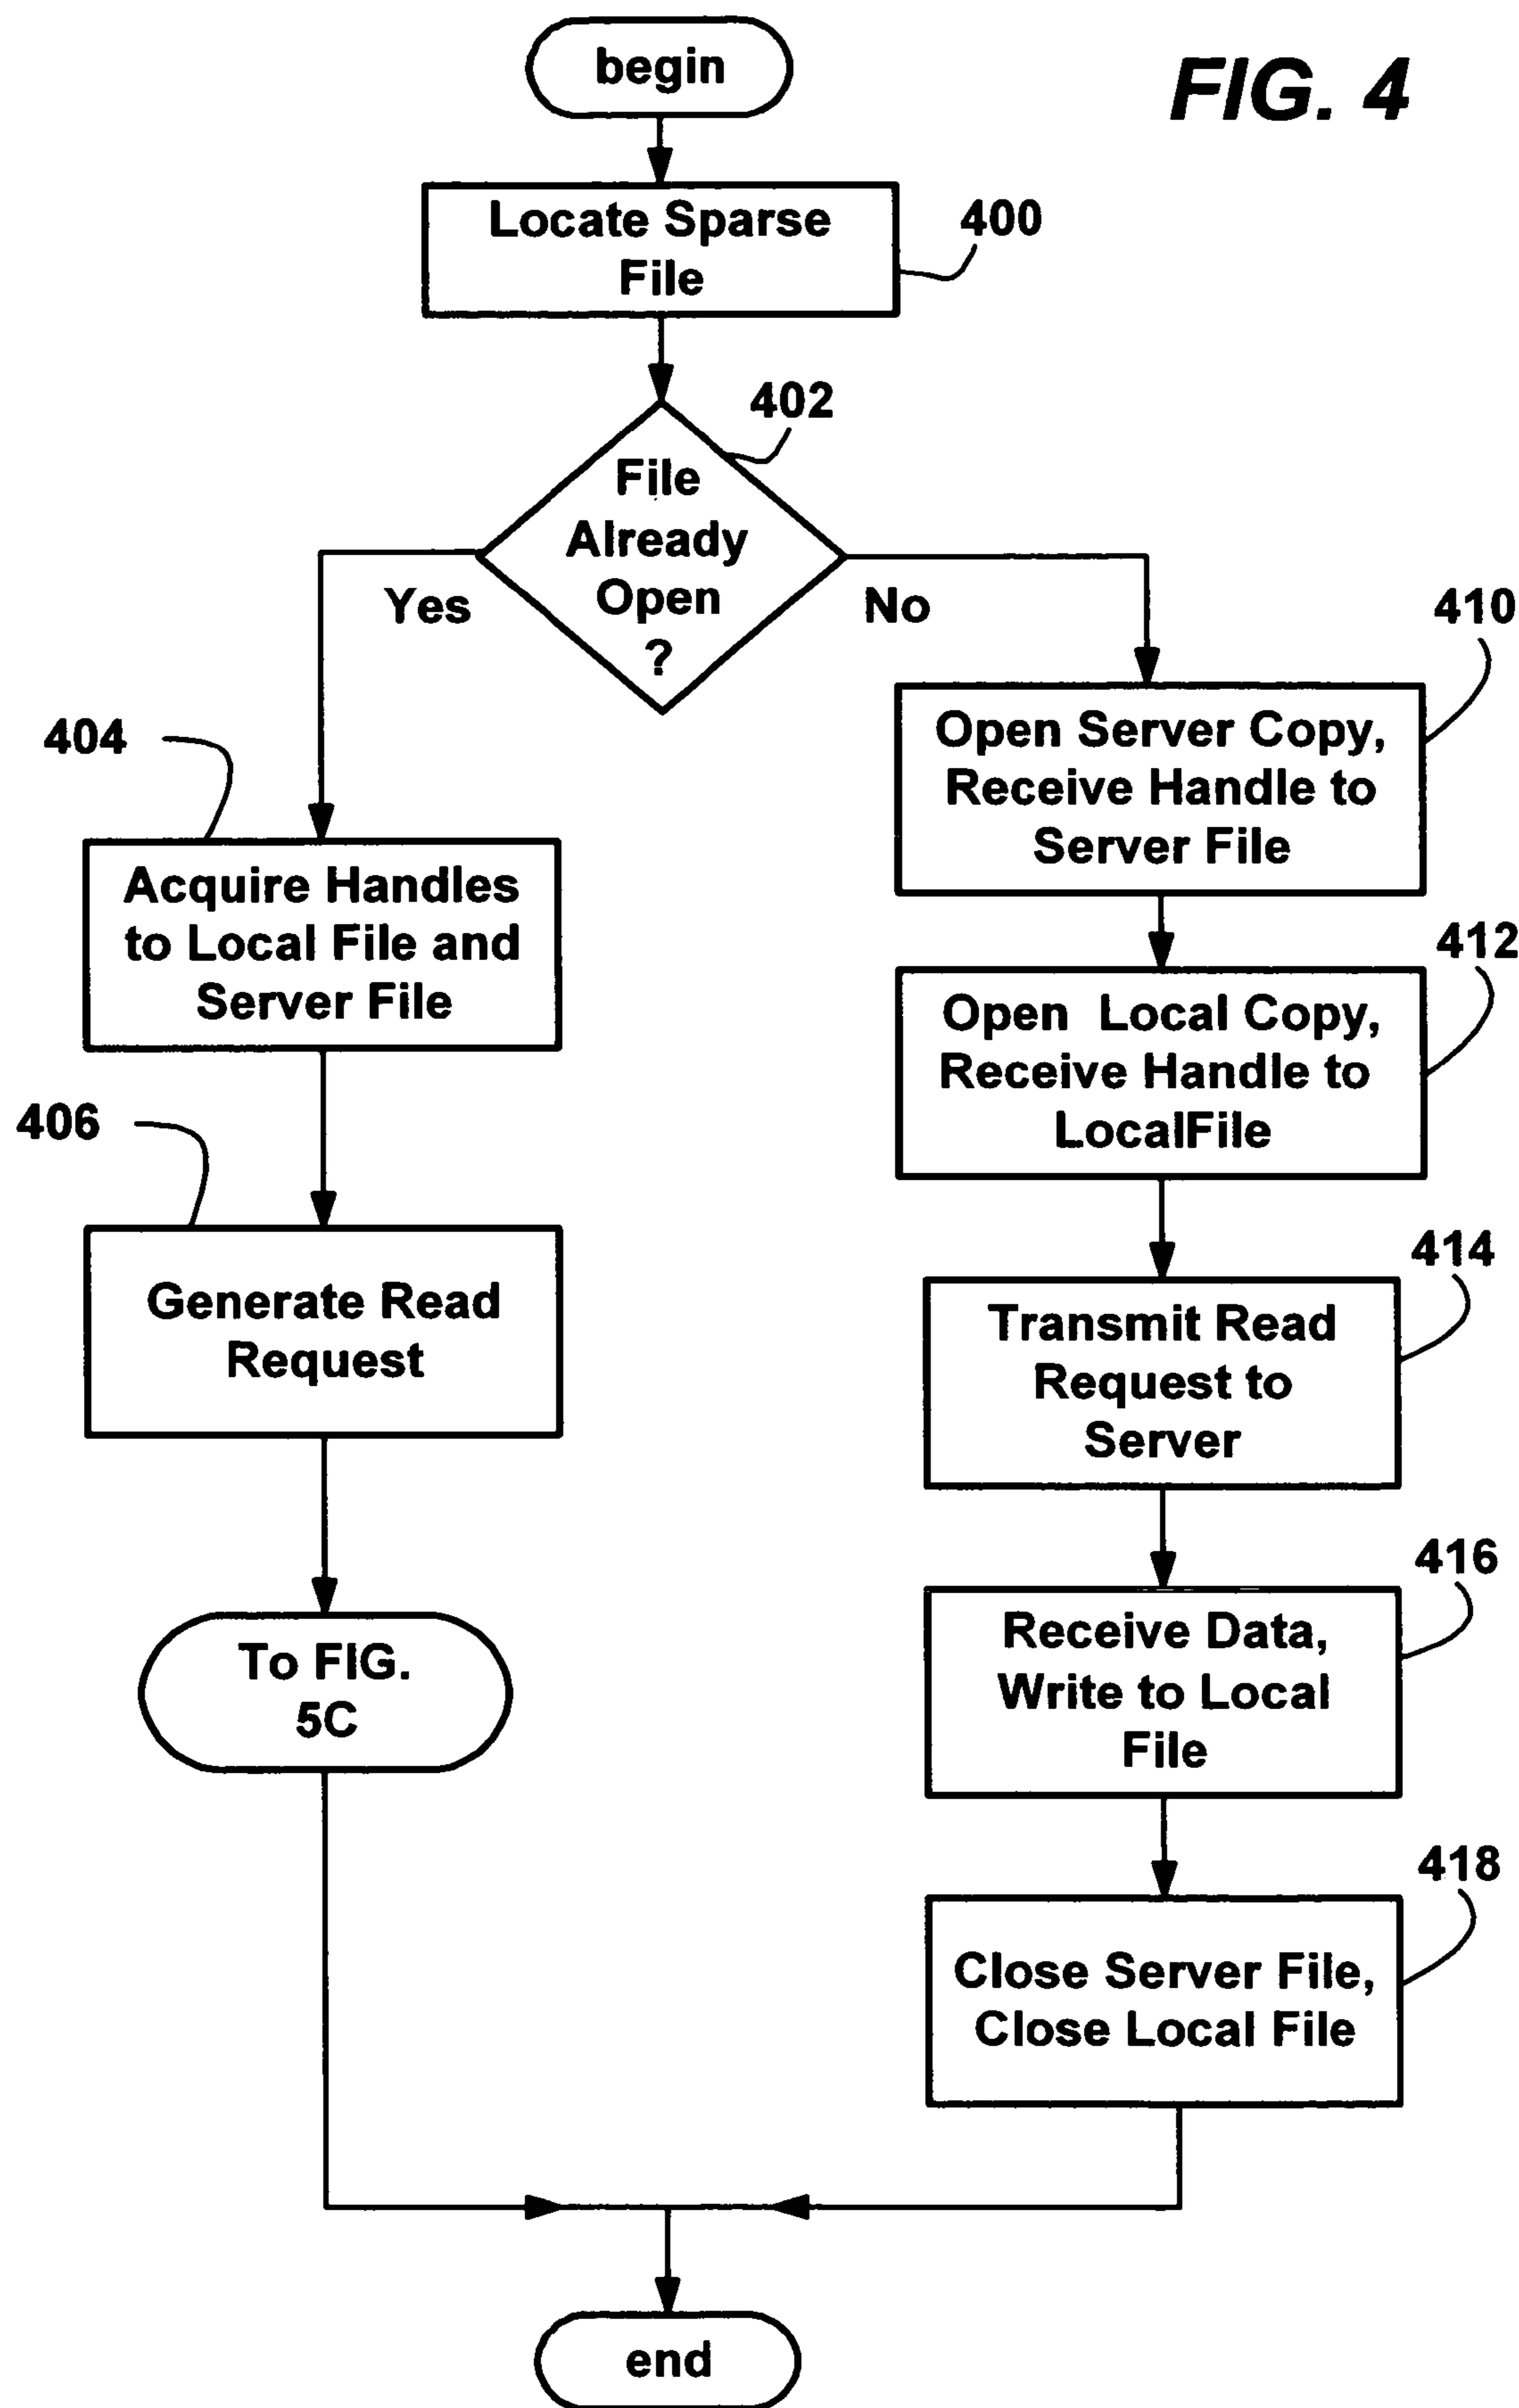 begin
FIG. 4
Locate Sparse
File
400
402
File
Already
Open
?
Yes
No
404
Acquire Handles
to Local File and
Server File
406
Generate Read
Request
To FIG.
5C
410
Open Server Copy,
Receive Handle to
Server File
412
Open Local Copy,
Receive Handle to
LocalFile
414
Transmit Read
Request to
Server
416
Receive Data,
Write to Local
File
418
Close Server File,
Close Local File
end